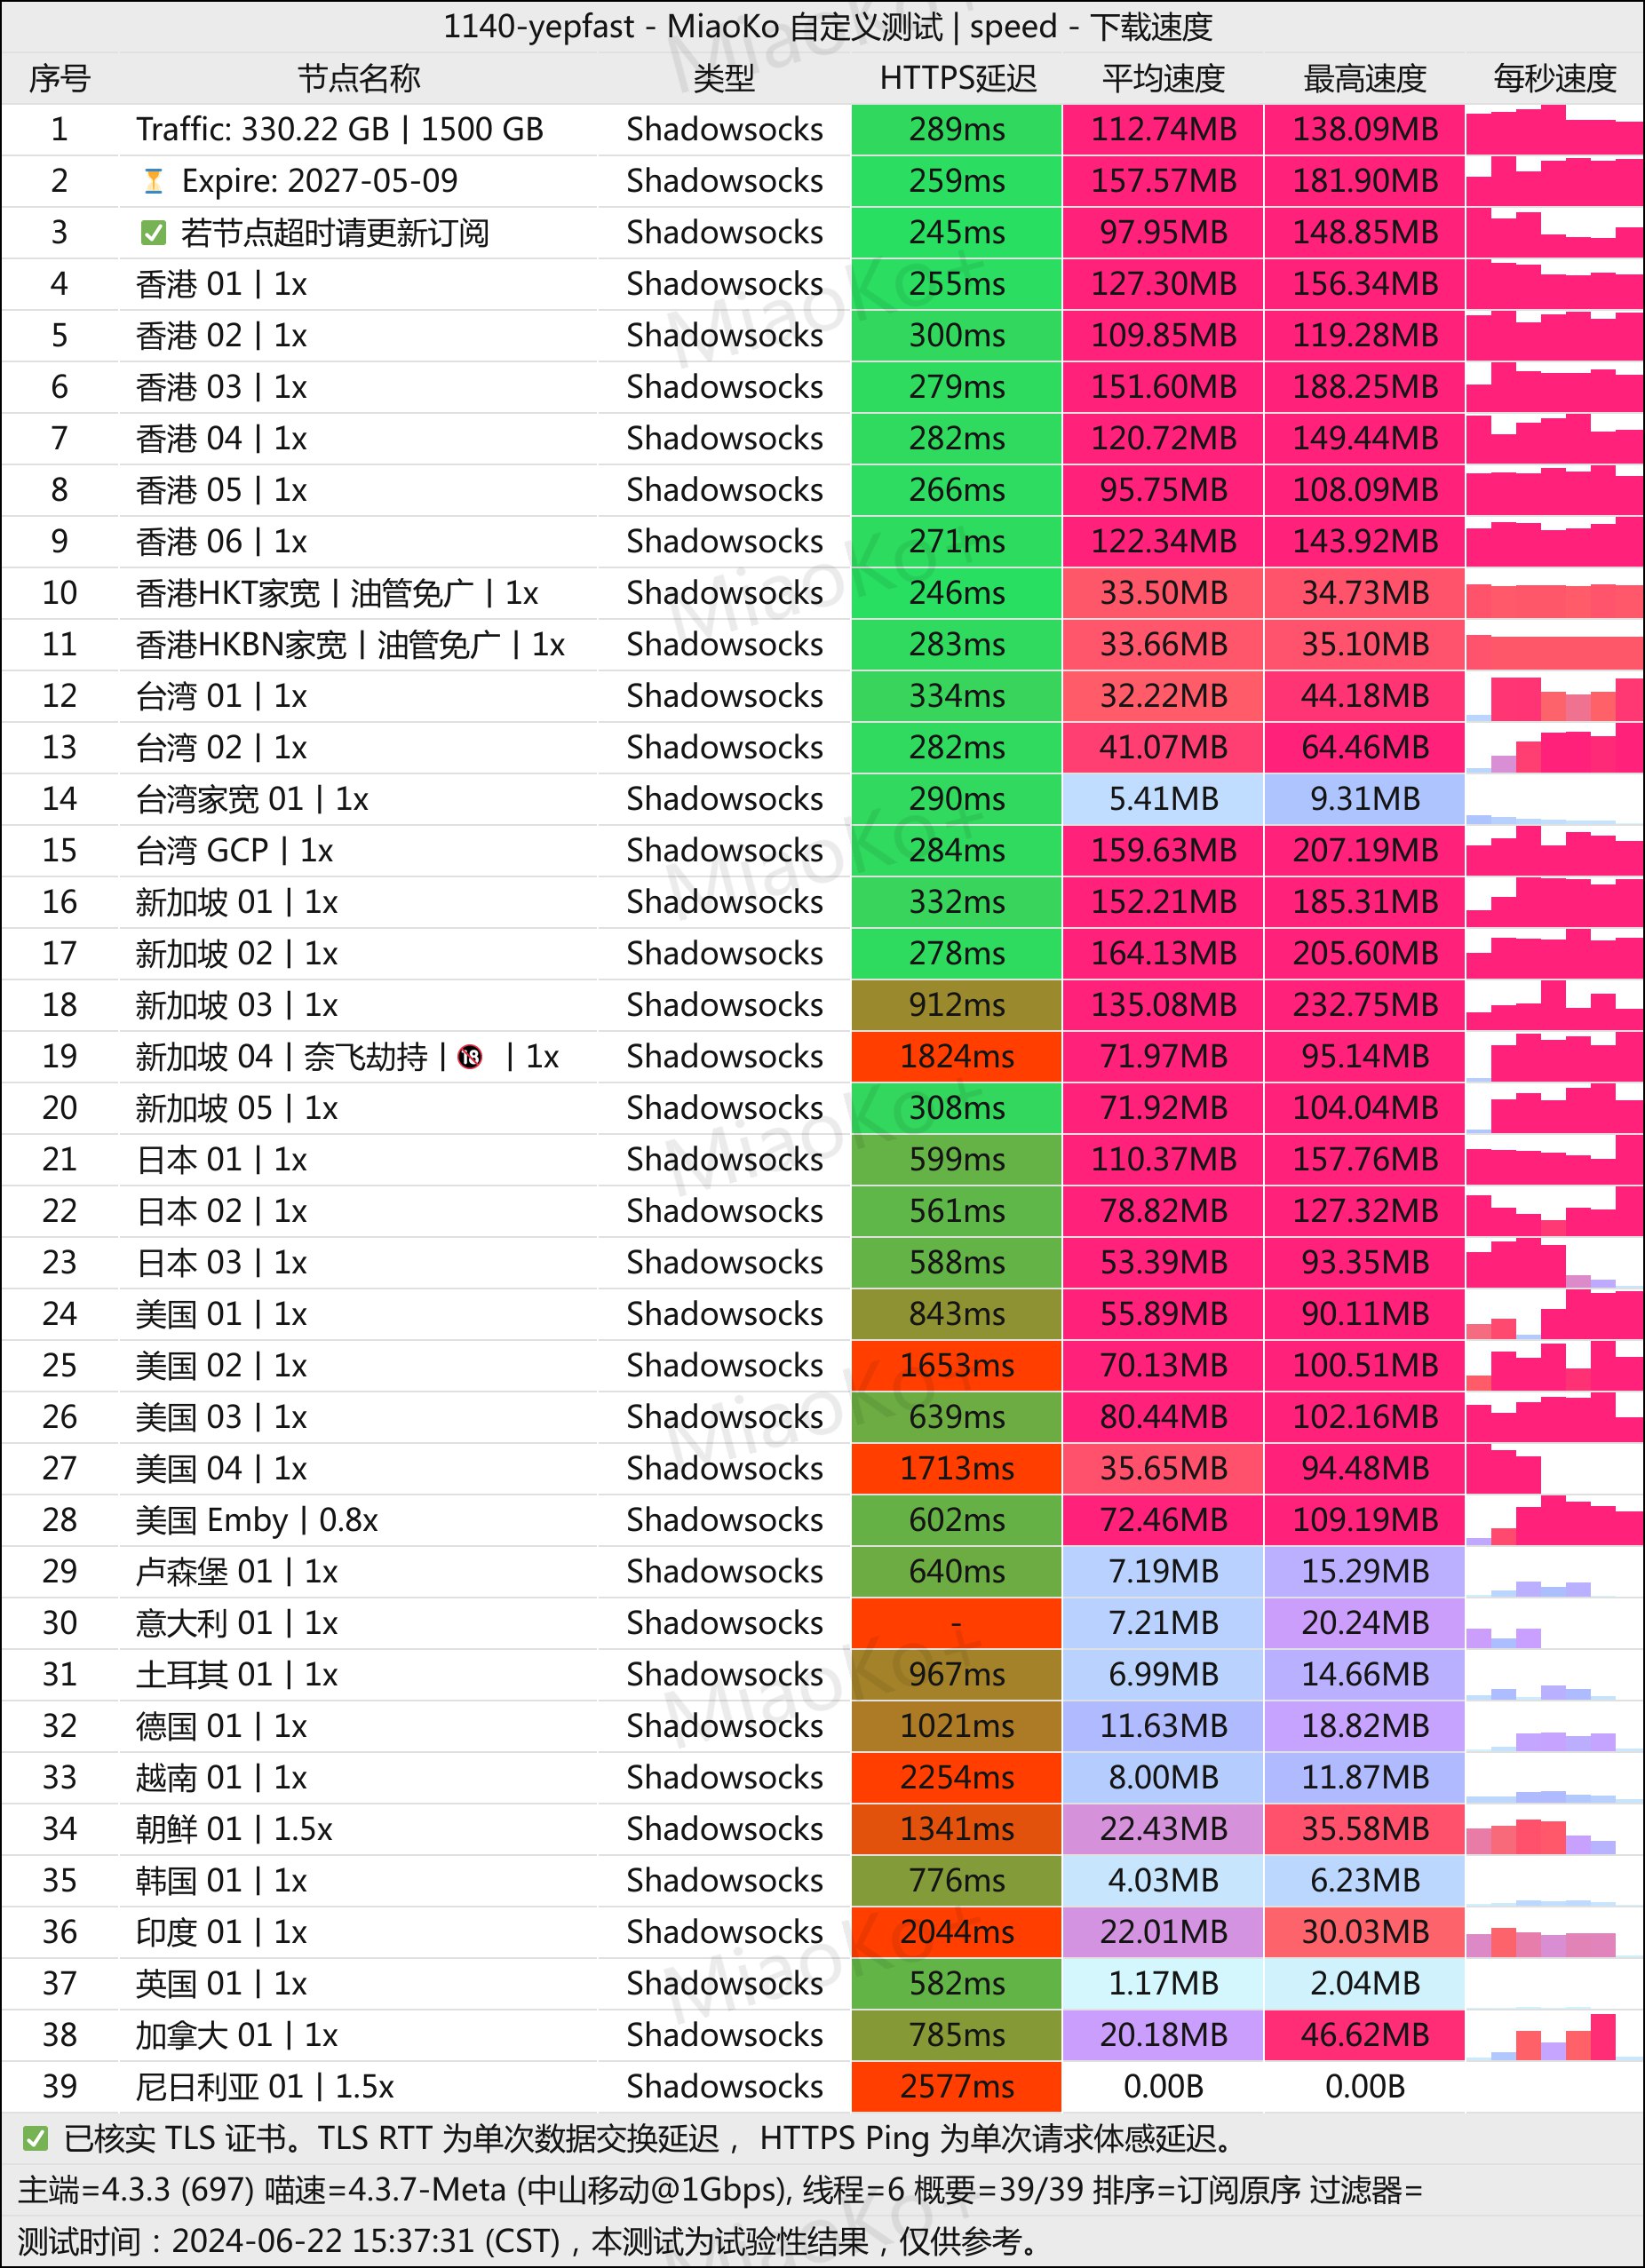 1140-yepfast - MiaoKo 自定义测试 | speed - 下载速度
序号 节点名称 类型 HTTPS延迟 平均速度 最高速度 每秒速度
1 Traffic: 330.22 GB | 1500 GB Shadowsocks 289ms 112.74MB 138.09MB
2 ⏳ Expire: 2027-05-09 Shadowsocks 259ms 157.57MB 181.90MB
3 ✅ 若节点超时请更新订阅 Shadowsocks 245ms 97.95MB 148.85MB
4 香港 01 | 1x Shadowsocks 255ms 127.30MB 156.34MB
5 香港 02 | 1x Shadowsocks 300ms 109.85MB 119.28MB
6 香港 03 | 1x Shadowsocks 279ms 151.60MB 188.25MB
7 香港 04 | 1x Shadowsocks 282ms 120.72MB 149.44MB
8 香港 05 | 1x Shadowsocks 266ms 95.75MB 108.09MB
9 香港 06 | 1x Shadowsocks 271ms 122.34MB 143.92MB
10 香港HKT家宽 | 油管免广 | 1x Shadowsocks 246ms 33.50MB 34.73MB
11 香港HKBN家宽 | 油管免广 | 1x Shadowsocks 283ms 33.66MB 35.10MB
12 台湾 01 | 1x Shadowsocks 334ms 32.22MB 44.18MB
13 台湾 02 | 1x Shadowsocks 282ms 41.07MB 64.46MB
14 台湾家宽 01 | 1x Shadowsocks 290ms 5.41MB 9.31MB
15 台湾 GCP | 1x Shadowsocks 284ms 159.63MB 207.19MB
16 新加坡 01 | 1x Shadowsocks 332ms 152.21MB 185.31MB
17 新加坡 02 | 1x Shadowsocks 278ms 164.13MB 205.60MB
18 新加坡 03 | 1x Shadowsocks 912ms 135.08MB 232.75MB
19 新加坡 04 | 奈飞劫持 | 🔞 | 1x Shadowsocks 1824ms 71.97MB 95.14MB
20 新加坡 05 | 1x Shadowsocks 308ms 71.92MB 104.04MB
21 日本 01 | 1x Shadowsocks 599ms 110.37MB 157.76MB
22 日本 02 | 1x Shadowsocks 561ms 78.82MB 127.32MB
23 日本 03 | 1x Shadowsocks 588ms 53.39MB 93.35MB
24 美国 01 | 1x Shadowsocks 843ms 55.89MB 90.11MB
25 美国 02 | 1x Shadowsocks 1653ms 70.13MB 100.51MB
26 美国 03 | 1x Shadowsocks 639ms 80.44MB 102.16MB
27 美国 04 | 1x Shadowsocks 1713ms 35.65MB 94.48MB
28 美国 Emby | 0.8x Shadowsocks 602ms 72.46MB 109.19MB
29 卢森堡 01 | 1x Shadowsocks 640ms 7.19MB 15.29MB
30 意大利 01 | 1x Shadowsocks - 7.21MB 20.24MB
31 土耳其 01 | 1x Shadowsocks 967ms 6.99MB 14.66MB
32 德国 01 | 1x Shadowsocks 1021ms 11.63MB 18.82MB
33 越南 01 | 1x Shadowsocks 2254ms 8.00MB 11.87MB
34 朝鲜 01 | 1.5x Shadowsocks 1341ms 22.43MB 35.58MB
35 韩国 01 | 1x Shadowsocks 776ms 4.03MB 6.23MB
36 印度 01 | 1x Shadowsocks 2044ms 22.01MB 30.03MB
37 英国 01 | 1x Shadowsocks 582ms 1.17MB 2.04MB
38 加拿大 01 | 1x Shadowsocks 785ms 20.18MB 46.62MB
39 尼日利亚 01 | 1.5x Shadowsocks 2577ms 0.00B 0.00B
✅ 已核实 TLS 证书。TLS RTT 为单次数据交换延迟， HTTPS Ping 为单次请求体感延迟。
主端=4.3.3 (697) 喵速=4.3.7-Meta (中山移动@1Gbps), 线程=6 概要=39/39 排序=订阅原序 过滤器=
测试时间：2024-06-22 15:37:31 (CST)，本测试为试验性结果，仅供参考。